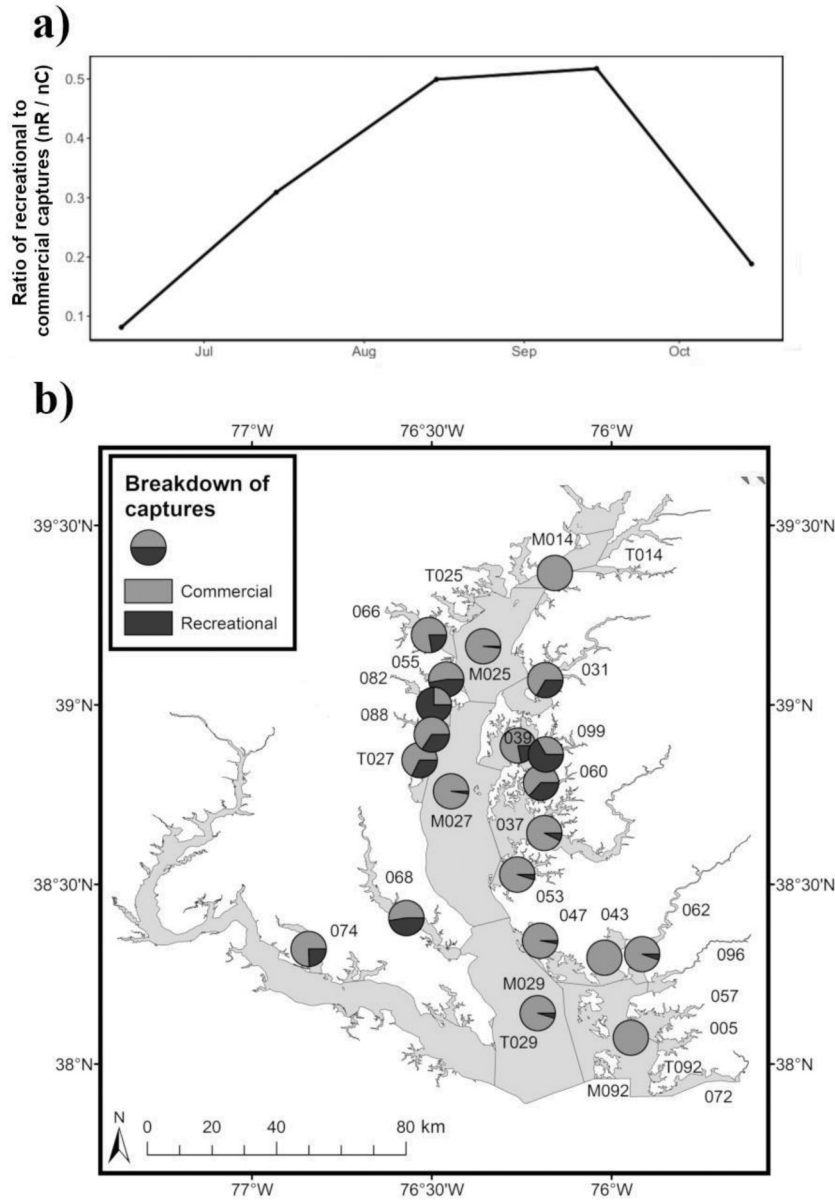 a)
Ratio of recreational to
commercial captures (nR / nC)
0.5
0.4
0.3
0.2
0.1
Jul Aug Sep Oct
b)
77°W 76°30'W 76°W
Breakdown of
captures
Commercial
Recreational
39°30'N 39°30'N
M014
T014
T025
066
055
M025
031
082
39°N 39°N
088
039
099
T027
060
M027
037
38°30'N 38°30'N
068
053
047 043 062
074
096
M029
057
T029
005
38°N 38°N
T092
M092
072
N
0 20 40 60 80 km
77°W 76°30'W 76°W